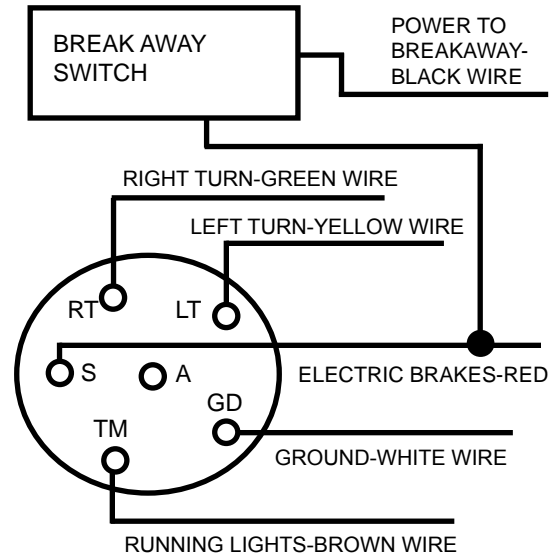 BREAK AWAY
SWITCH
POWER TO
BREAKAWAY-
BLACK WIRE
RIGHT TURN-GREEN WIRE
LEFT TURN-YELLOW WIRE
RT
LT
S
A
ELECTRIC BRAKES-RED
GD
TM
GROUND-WHITE WIRE
RUNNING LIGHTS-BROWN WIRE